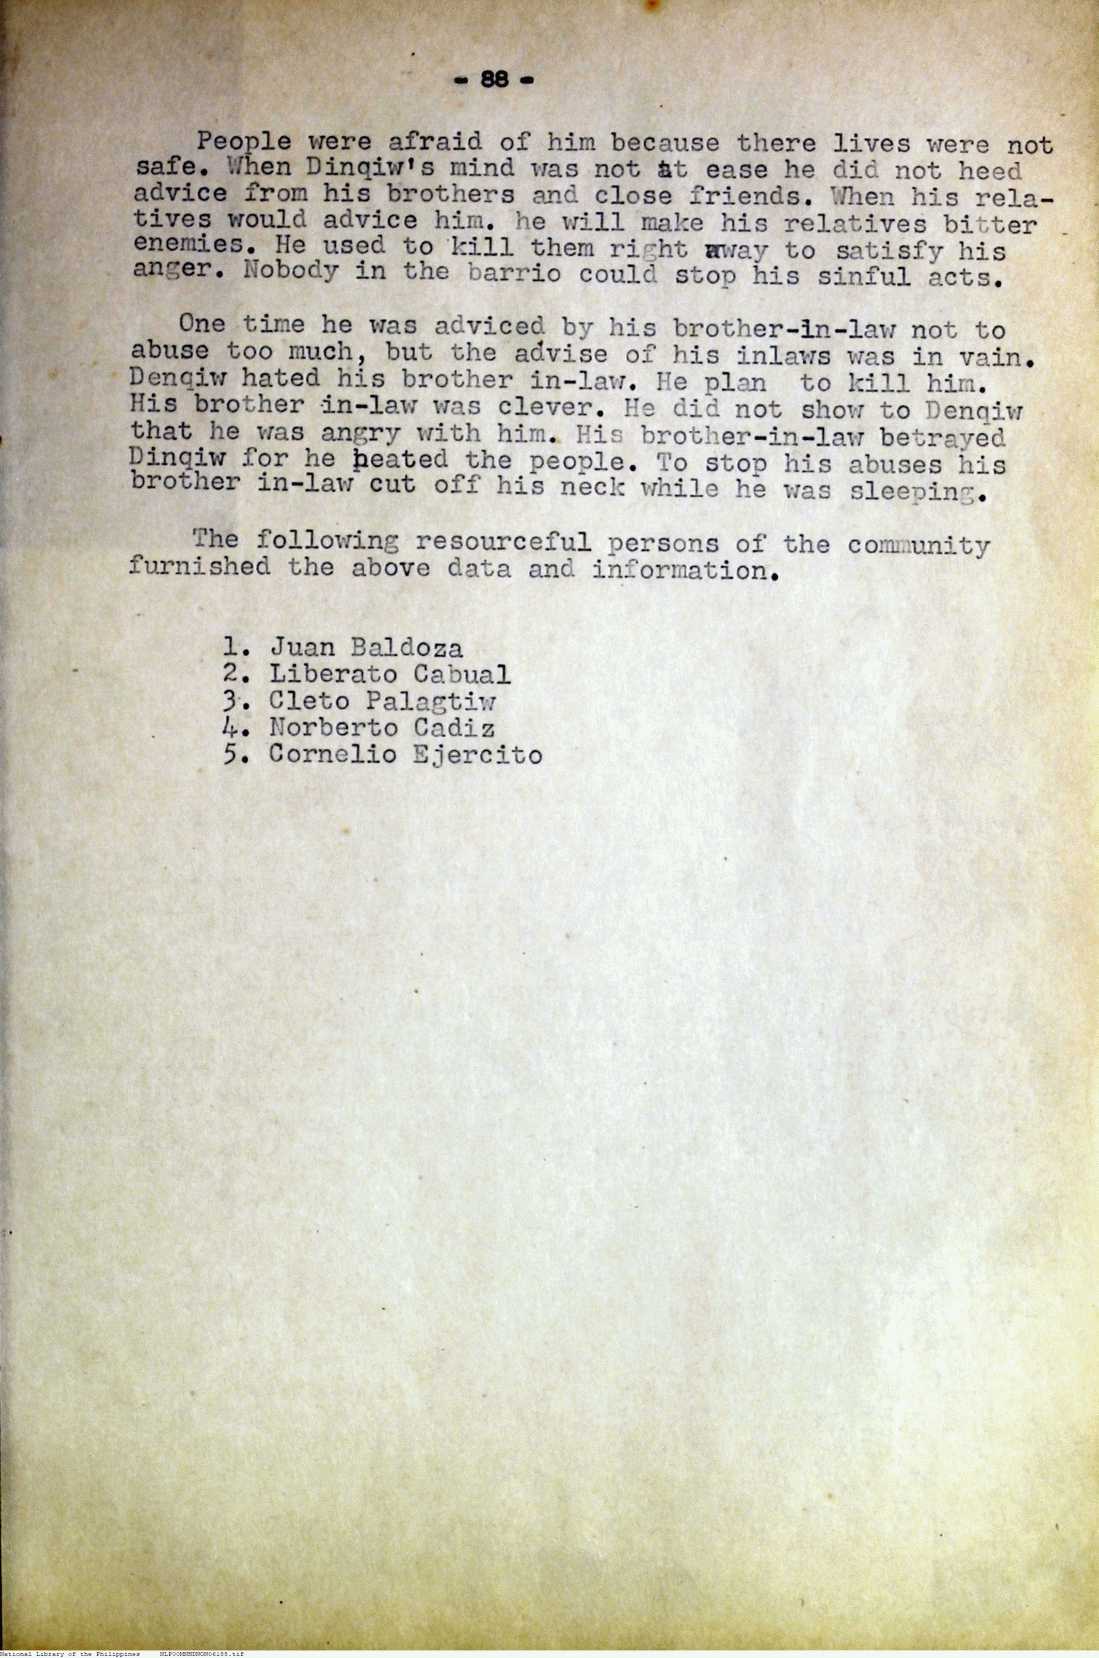 - 88 -
People were afraid of him because there lives were not
safe. When Dinqiw's mind was not at ease he did not heed
advice from his brothers and close friends. When his rela-
tives would advice him. he will make his relatives bitter
enemies. He used to kill them right away to satisfy his
anger. Nobody in the barrio could stop his sinful acts.
One time he was adviced by his brother-in-law not to
abuse too much, but the advise of his inlaws was in vain.
Denqiw hated his brother in-law. He plan to kill him.
His brother in-law was clever. He did not show to Denqiw
that he was angry with him. His brother-in-law betrayed
Dinqiw for he heated the people. To stop his abuses his
brother in-law cut off his neck while he was sleeping.
The following resourceful persons of the community
furnished the above data and information.
1. Juan Baldoza
2. Liberato Cabual
3. Cleto Palagtiw
4. Norberto Cadiz
5. Cornelio Ejercito
National Library of the Philippines